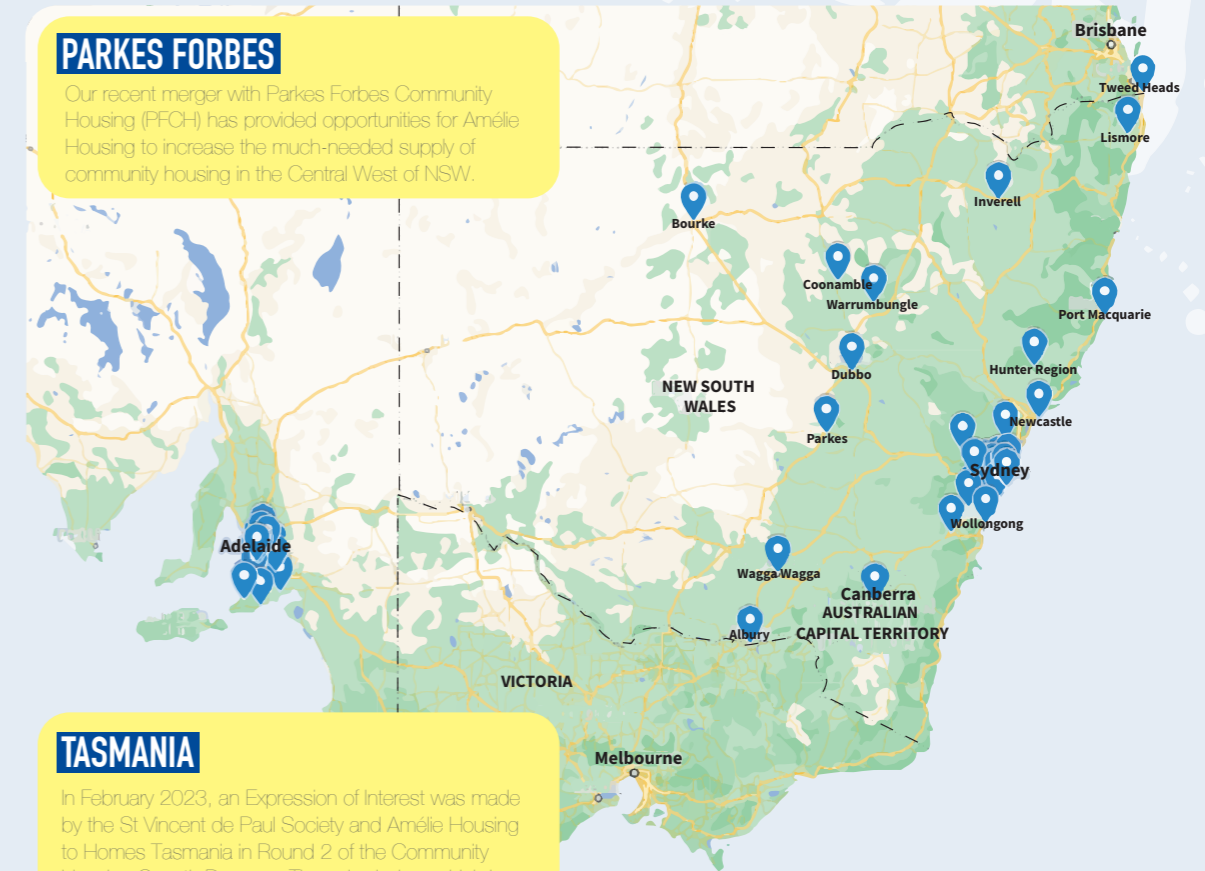 PARKES FORBES
Our recent merger with Parkes Forbes Community
Housing (PFCH) has provided opportunities for Amélie
Housing to increase the much-needed supply of
community housing in the Central West of NSW.
Brisbane
Tweed Heads
Lismore
Inverell
Bourke
Coonamble
Warrumbungle
Port Macquarie
Hunter Region
Dubbo
NEW SOUTH
WALES
Newcastle
Parkes
Sydney
Wollongong
Adelaide
Wagga Wagga
Canberra
AUSTRALIAN
CAPITAL TERRITORY
Albury
VICTORIA
Melbourne
TASMANIA
In February 2023, an Expression of Interest was made
by the St Vincent de Paul Society and Amélie Housing
to Homes Tasmania in Round 2 of the Community